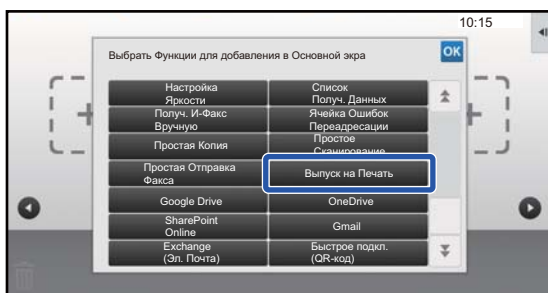 10:15
Выбрать Функции для добавления в Основной экра
OK
Настройка
Яркости
Список
Получ. Данных
Получ. И-Факс
Вручную
Ячейка Ошибок
Переадресации
Простая Копия
Простое
Сканирование
Простая Отправка
Факса
Выпуск на Печать
Google Drive
OneDrive
SharePoint
Online
Gmail
Exchange
(Эл. Почта)
Быстрое подкл.
(QR-код)